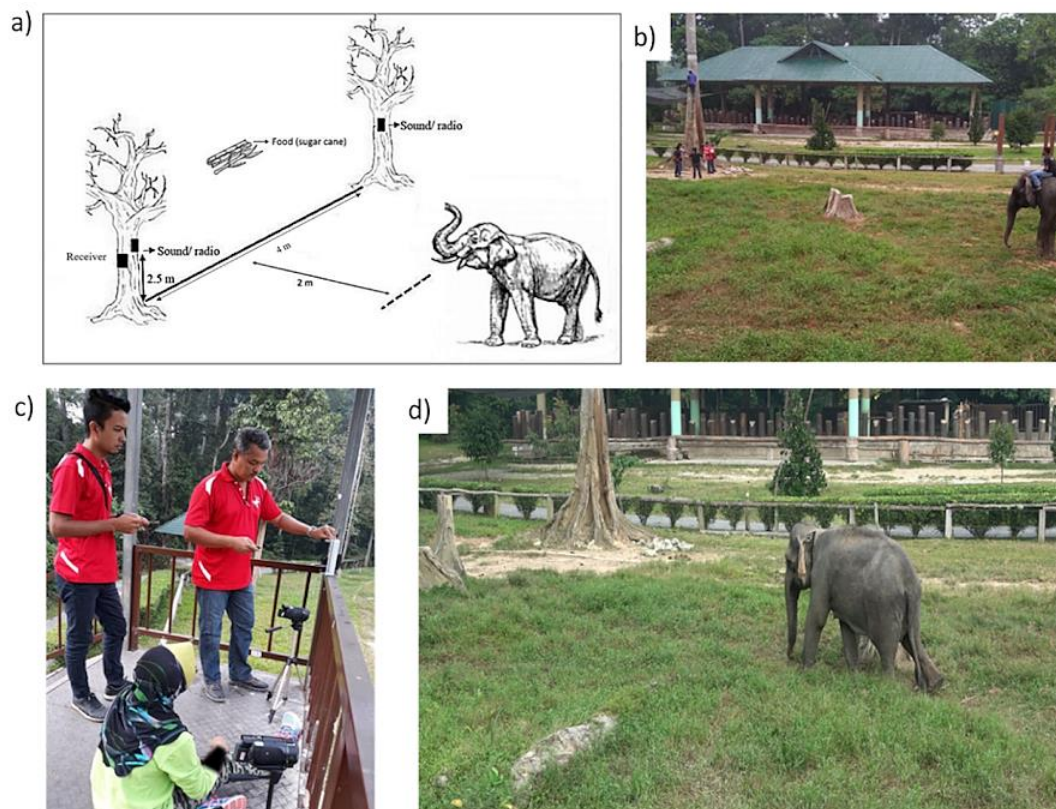 a)
Sound/ radio
Food (sugar cane)
Receiver
Sound/ radio
2.5 m
4 m
2 m
b)
c)
d)